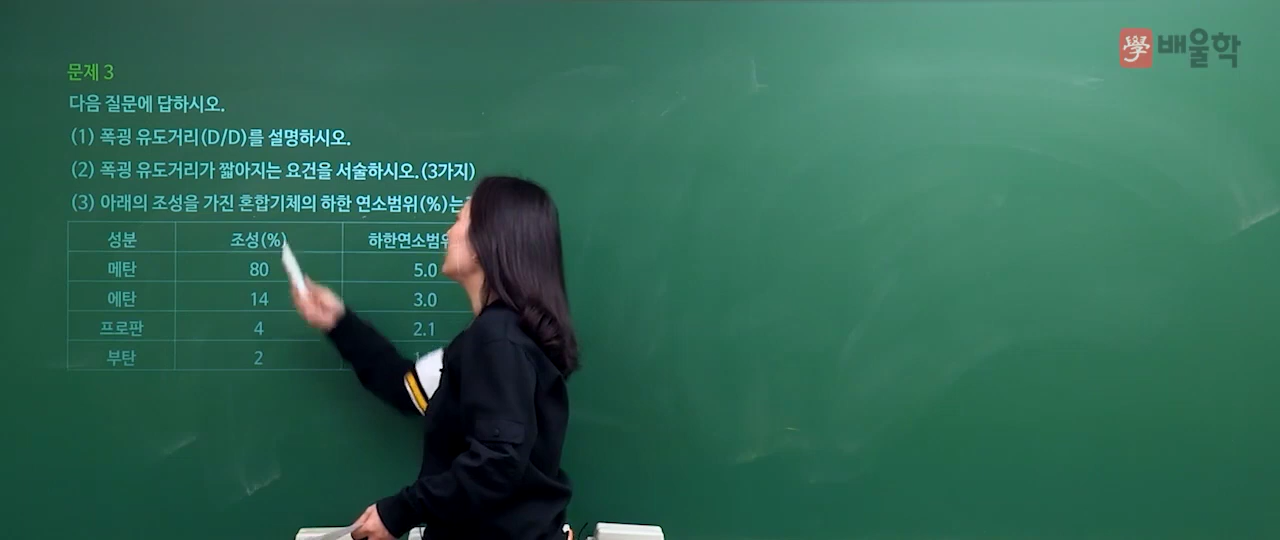 學 배울학
문제 3
다음 질문에 답하시오.
(1) 폭굉 유도거리(D/D)를 설명하시오.
(2) 폭굉 유도거리가 짧아지는 요건을 서술하시오.(3가지)
(3) 아래의 조성을 가진 혼합기체의 하한 연소범위(%)는?
성분 조성(%) 하한연소범위
메탄 80 5.0
에탄 14 3.0
프로판 4 2.1
부탄 2